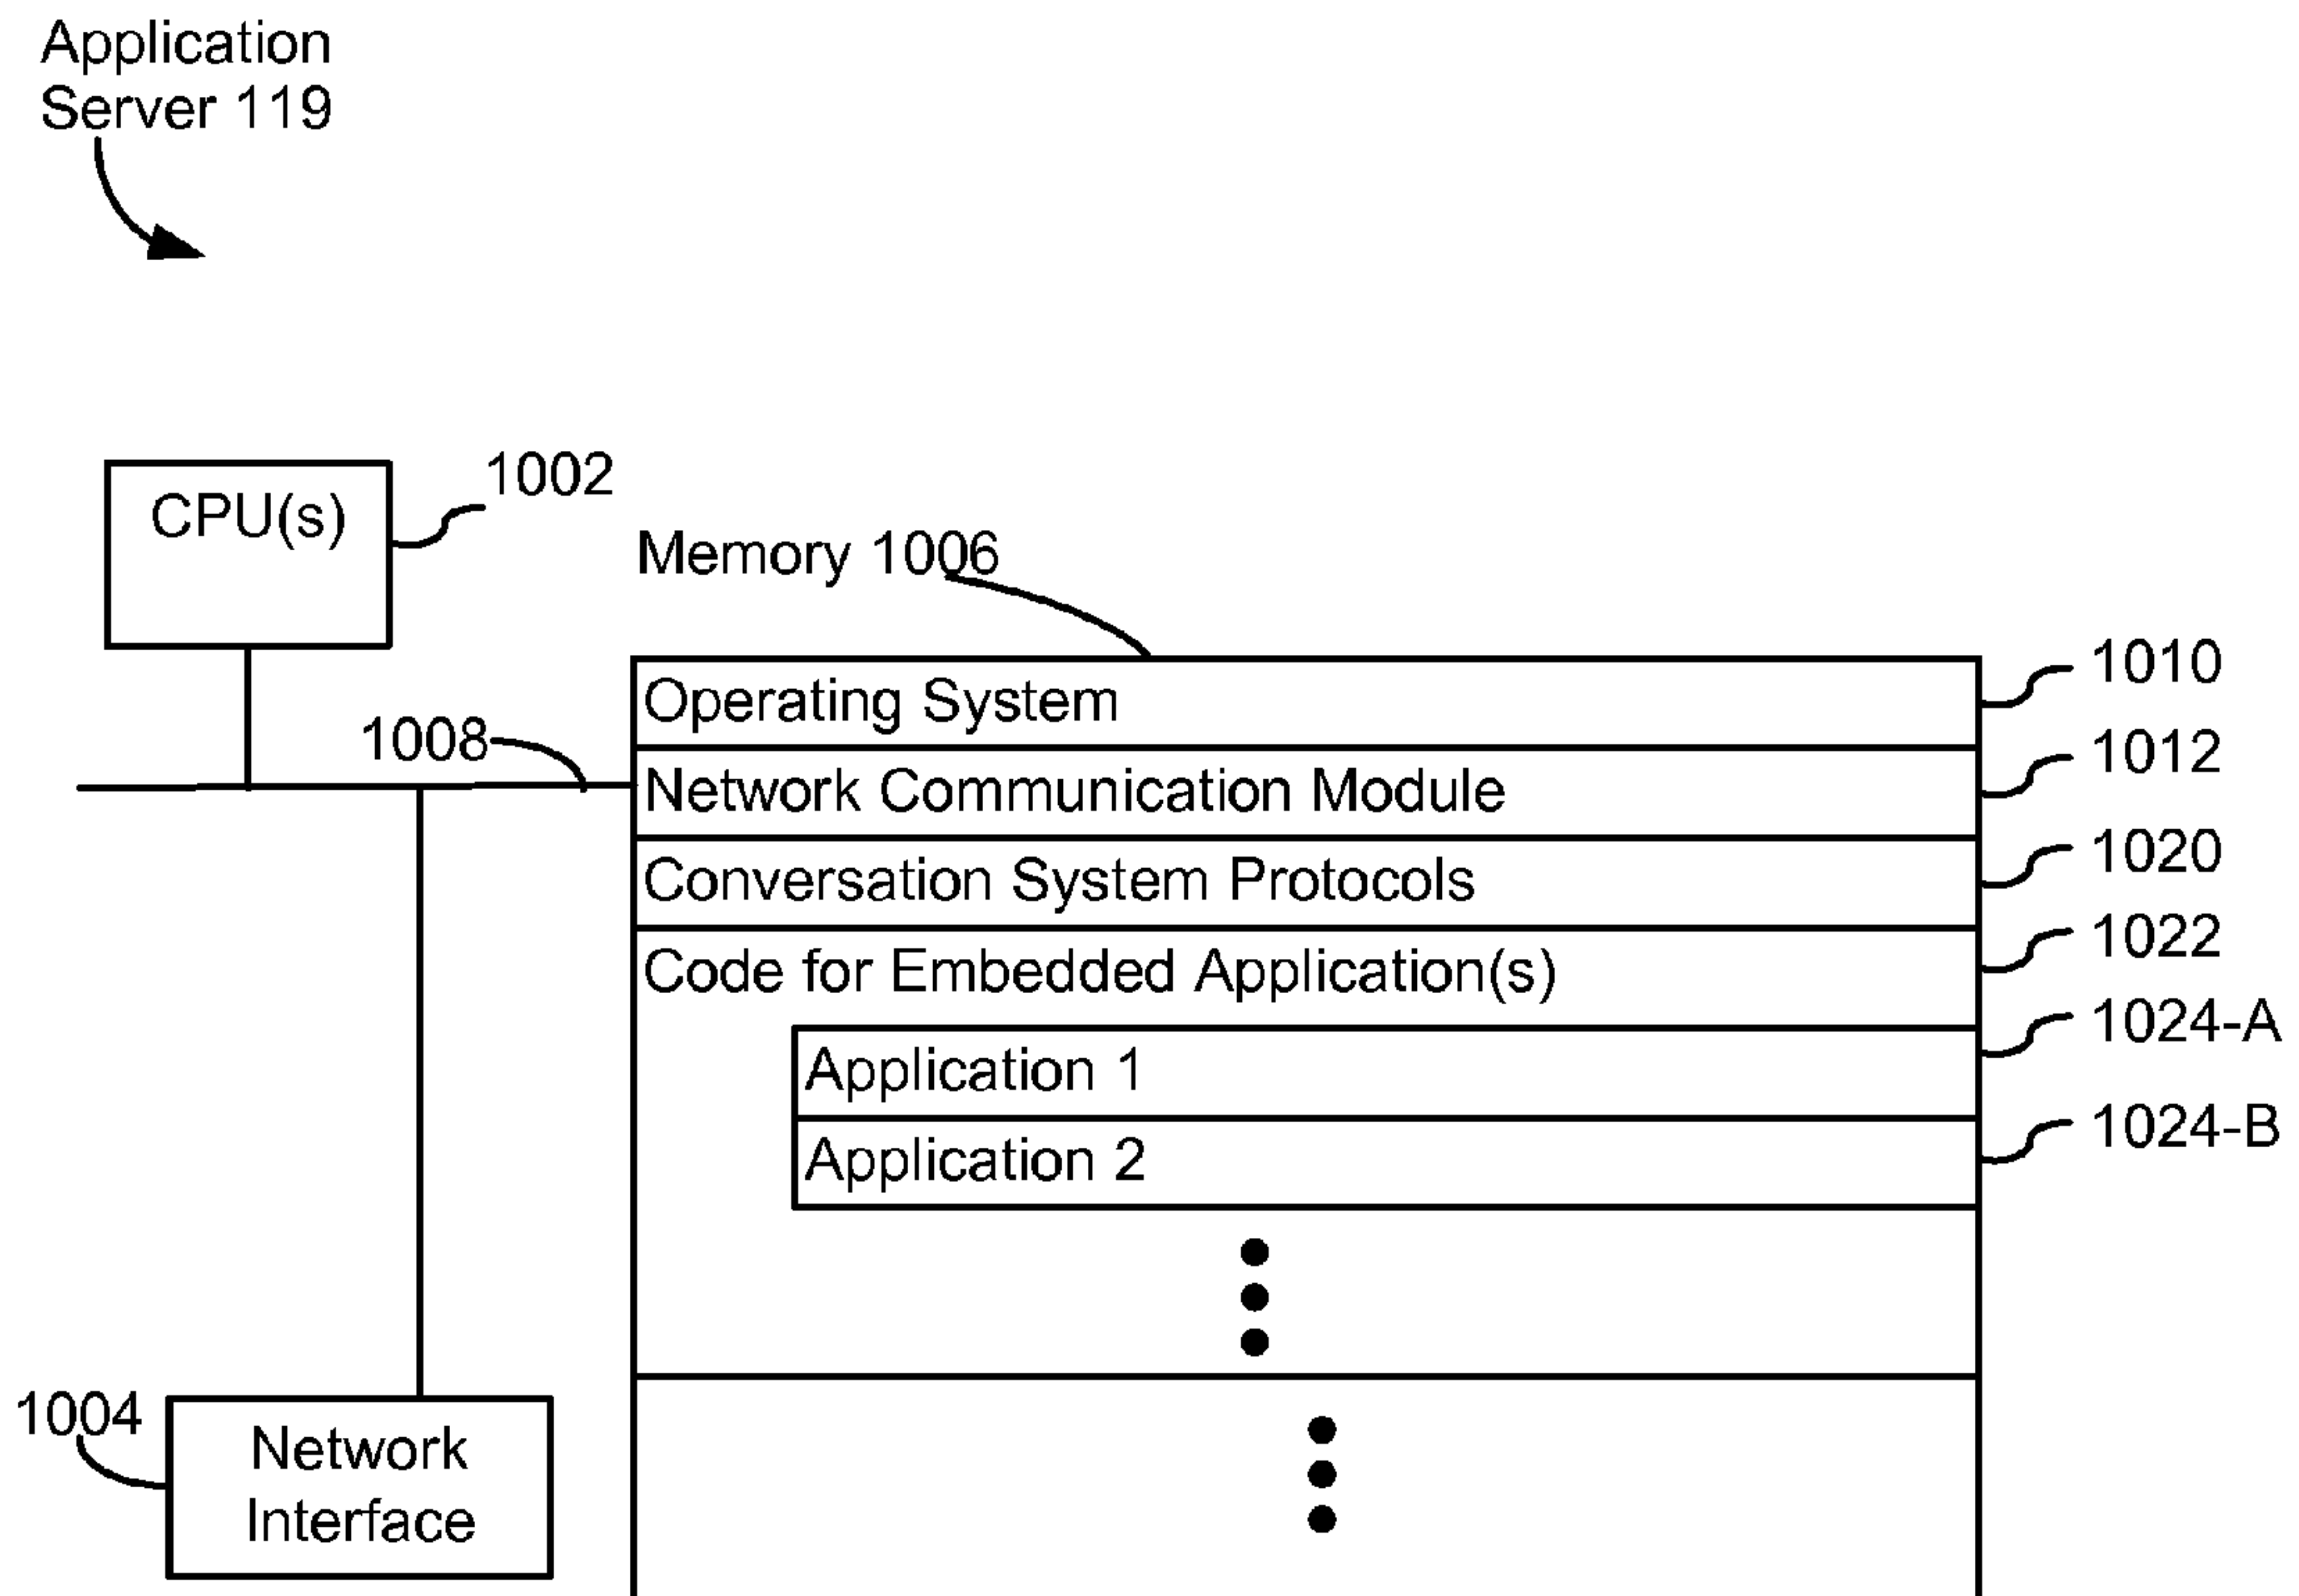 Application
Server 119
CPU(s)
1002
Memory 1006
1008
Operating System
1010
Network Communication Module
1012
Conversation System Protocols
1020
Code for Embedded Application(s)
1022
Application 1
1024-A
Application 2
1024-B
1004
Network
Interface